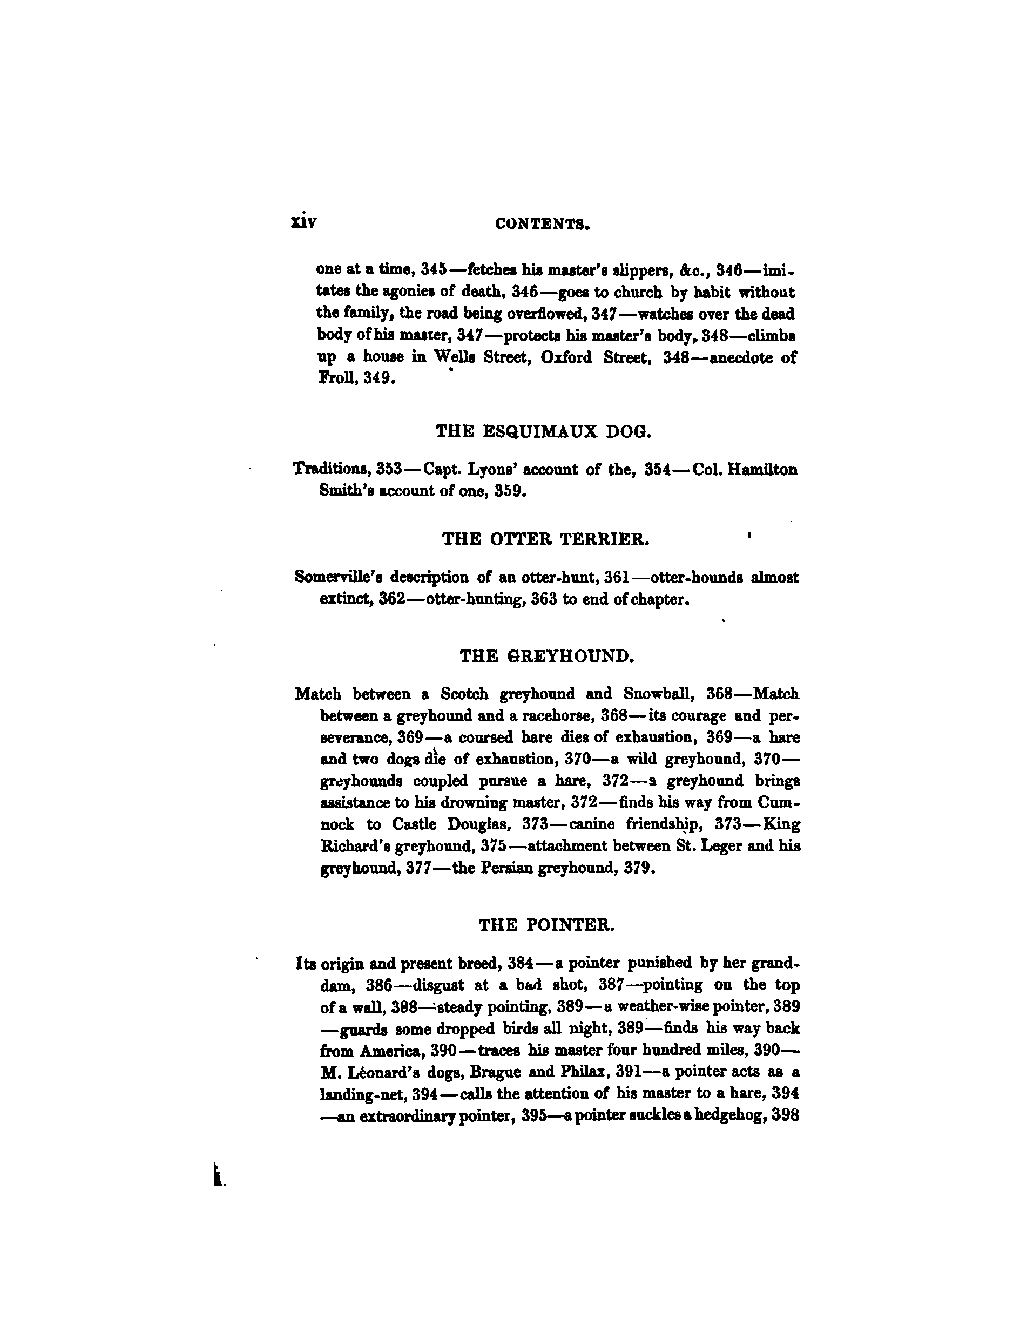 xiv CONTENTS.
one at a time, 345—fetches his master's slippers, &c., 346—imi-
tates the agonies of death, 346—goes to church by habit without
the family, the road being overflowed, 347—watches over the dead
body of his master, 347—protects his master's body, 348—climbs
up a house in Wells Street, Oxford Street, 348—anecdote of
Froll, 349.
THE ESQUIMAUX DOG.
Traditions, 353—Capt. Lyons' account of the, 354—Col. Hamilton
Smith's account of one, 359.
THE OTTER TERRIER.
Somerville's description of an otter-hunt, 361—otter-hounds almost
extinct, 362—otter-hunting, 363 to end of chapter.
THE GREYHOUND.
Match between a Scotch greyhound and Snowball, 368—Match
between a greyhound and a racehorse, 368—its courage and per-
severance, 369—a coursed hare dies of exhaustion, 369—a hare
and two dogs die of exhaustion, 370—a wild greyhound, 370—
greyhounds coupled pursue a hare, 372—a greyhound brings
assistance to his drowning master, 372—finds his way from Cum-
nock to Castle Douglas, 373—canine friendship, 373—King
Richard's greyhound, 375—attachment between St. Leger and his
greyhound, 377—the Persian greyhound, 379.
THE POINTER.
Its origin and present breed, 384—a pointer punished by her grand-
dam, 386—disgust at a bad shot, 387—pointing on the top
of a wall, 388—steady pointing, 389—a weather-wise pointer, 389
—guards some dropped birds all night, 389—finds his way back
from America, 390—traces his master four hundred miles, 390—
M. Léonard's dogs, Brague and Philax, 391—a pointer acts as a
landing-net, 394—calls the attention of his master to a hare, 394
—an extraordinary pointer, 395—a pointer suckles a hedgehog, 398